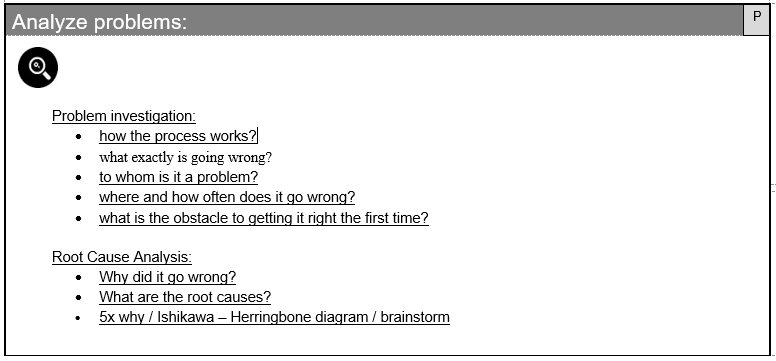 Analyze problems:
P
Problem investigation:
• how the process works?
• what exactly is going wrong?
• to whom is it a problem?
• where and how often does it go wrong?
• what is the obstacle to getting it right the first time?
Root Cause Analysis:
• Why did it go wrong?
• What are the root causes?
• 5x why / Ishikawa – Herringbone diagram / brainstorm